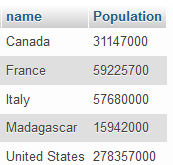 name Population
Canada 31147000
France 59225700
Italy 57680000
Madagascar 15942000
United States 278357000